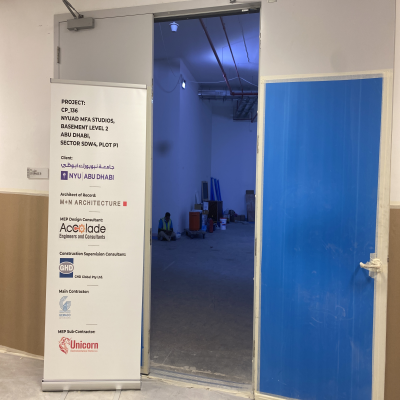 PROJECT:
CP_136
NYUAD MFA STUDIOS,
BASEMENT LEVEL 2
ABU DHABI,
SECTOR SDW4, PLOT P1
Client:
جامعة نيويورك أبوظبي
NYU ABU DHABI
Architect of Record:
M+N ARCHITECTURE
MEP Design Consultant:
Accolade
Engineers and Consultants
Construction Supervision Consultant:
GHD
GHD Global Pty Ltd
Main Contractor:
MEP Sub-Contractor:
Unicorn